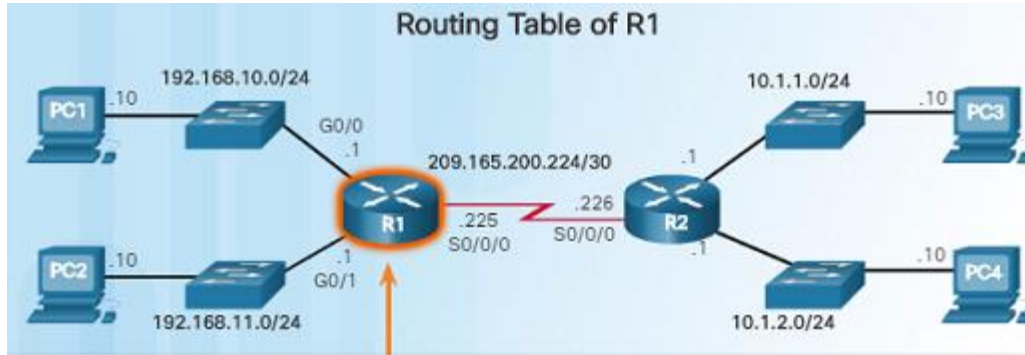 Routing Table of R1
192.168.10.0/24
10.1.1.0/24
PC1
.10
G0/0
.1
209.165.200.224/30
.1
.10
PC3
R1
.225
S0/0/0
.226
S0/0/0
R2
PC2
.10
.1
G0/1
192.168.11.0/24
.1
10.1.2.0/24
.10
PC4